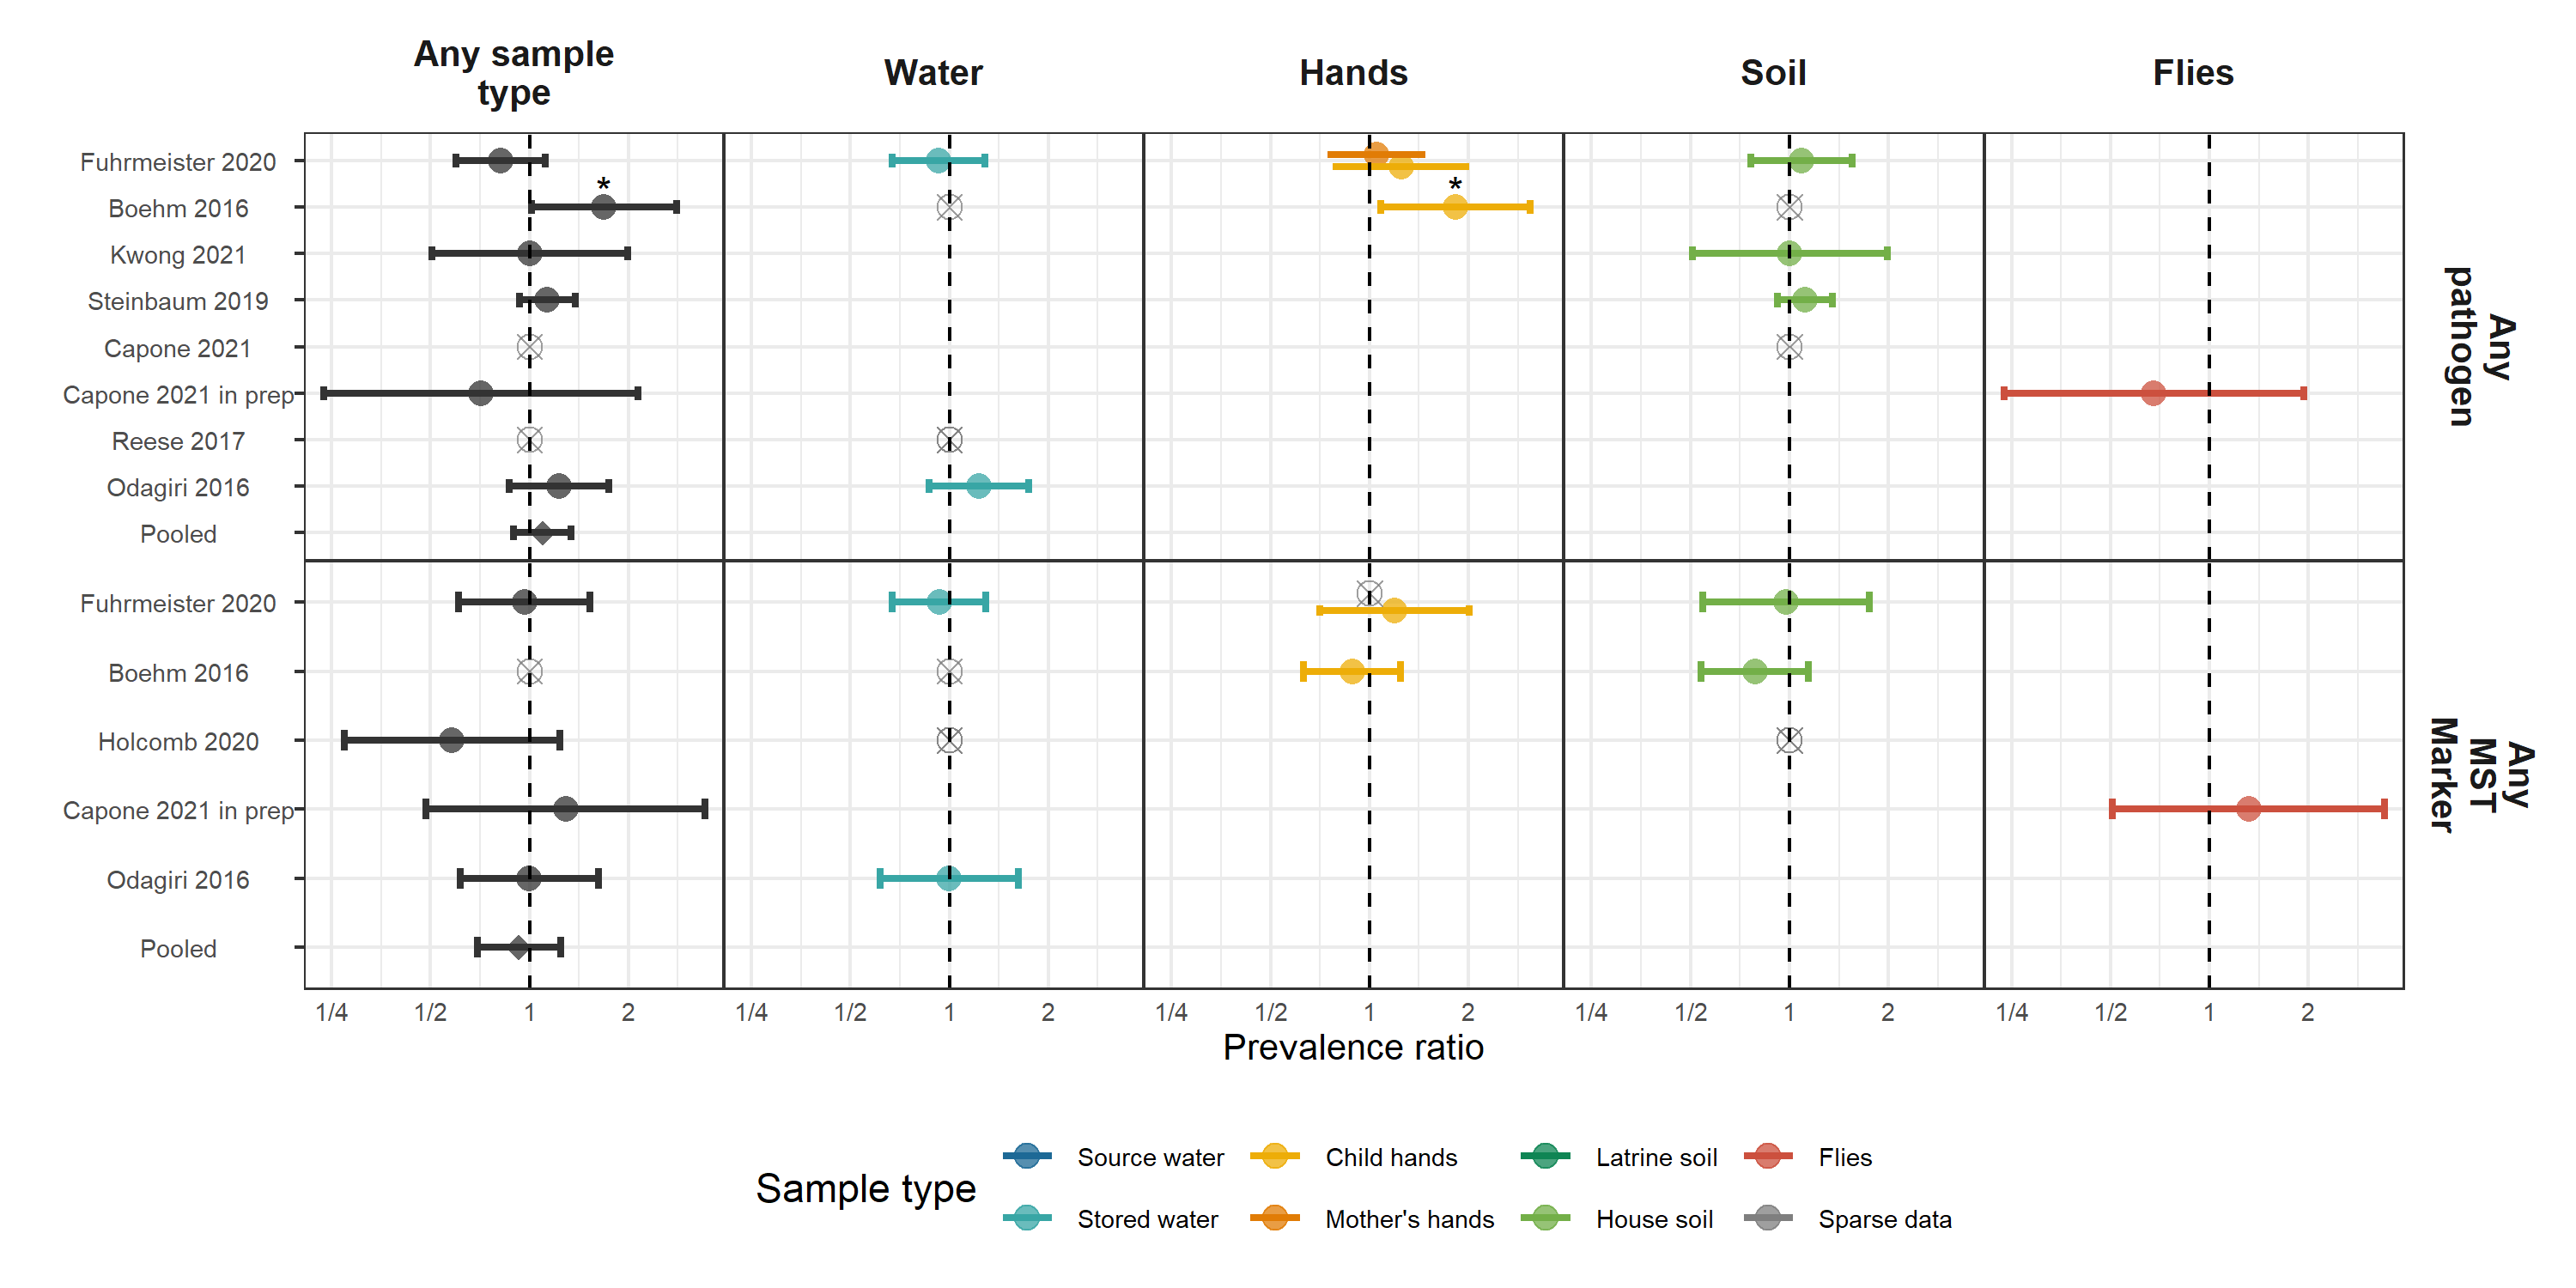 Any sample
type
Water
Hands
Soil
Flies
Fuhrmeister 2020
*
*
Boehm 2016
Kwong 2021
Steinbaum 2019
Capone 2021
Capone 2021 in prep
Reese 2017
Odagiri 2016
Pooled
Any
pathogen
Fuhrmeister 2020
Boehm 2016
Holcomb 2020
Capone 2021 in prep
Odagiri 2016
Pooled
Any
MST
Marker
1/4 1/2 1 2 1/4 1/2 1 2 1/4 1/2 1 2 1/4 1/2 1 2 1/4 1/2 1 2
Prevalence ratio
Sample type
Source water Child hands Latrine soil Flies
Stored water Mother's hands House soil Sparse data